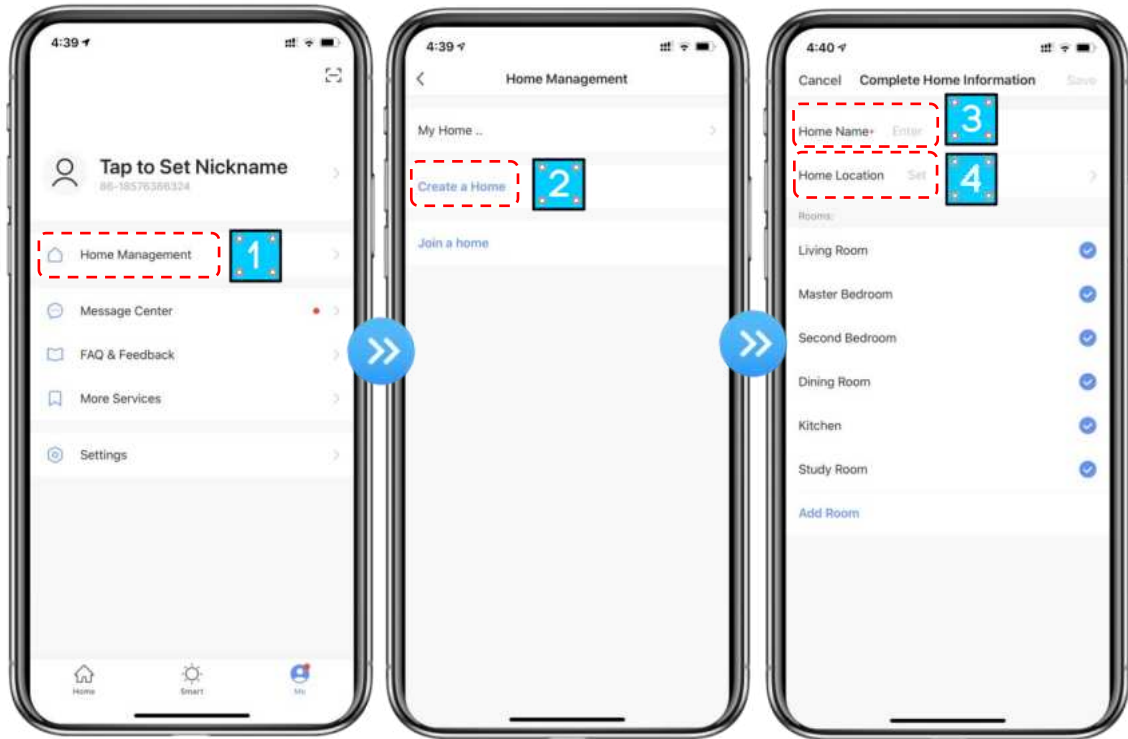 4:39
Tap to Set Nickname
86-18576386324
Home Management
1
Message Center
FAQ & Feedback
More Services
Settings
Home
Smart
Me
4:39
Home Management
My Home ..
Create a Home
2
Join a home
4:40
Cancel Complete Home Information Save
Home Name* Enter
3
Home Location Set
4
Rooms:
Living Room
Master Bedroom
Second Bedroom
Dining Room
Kitchen
Study Room
Add Room